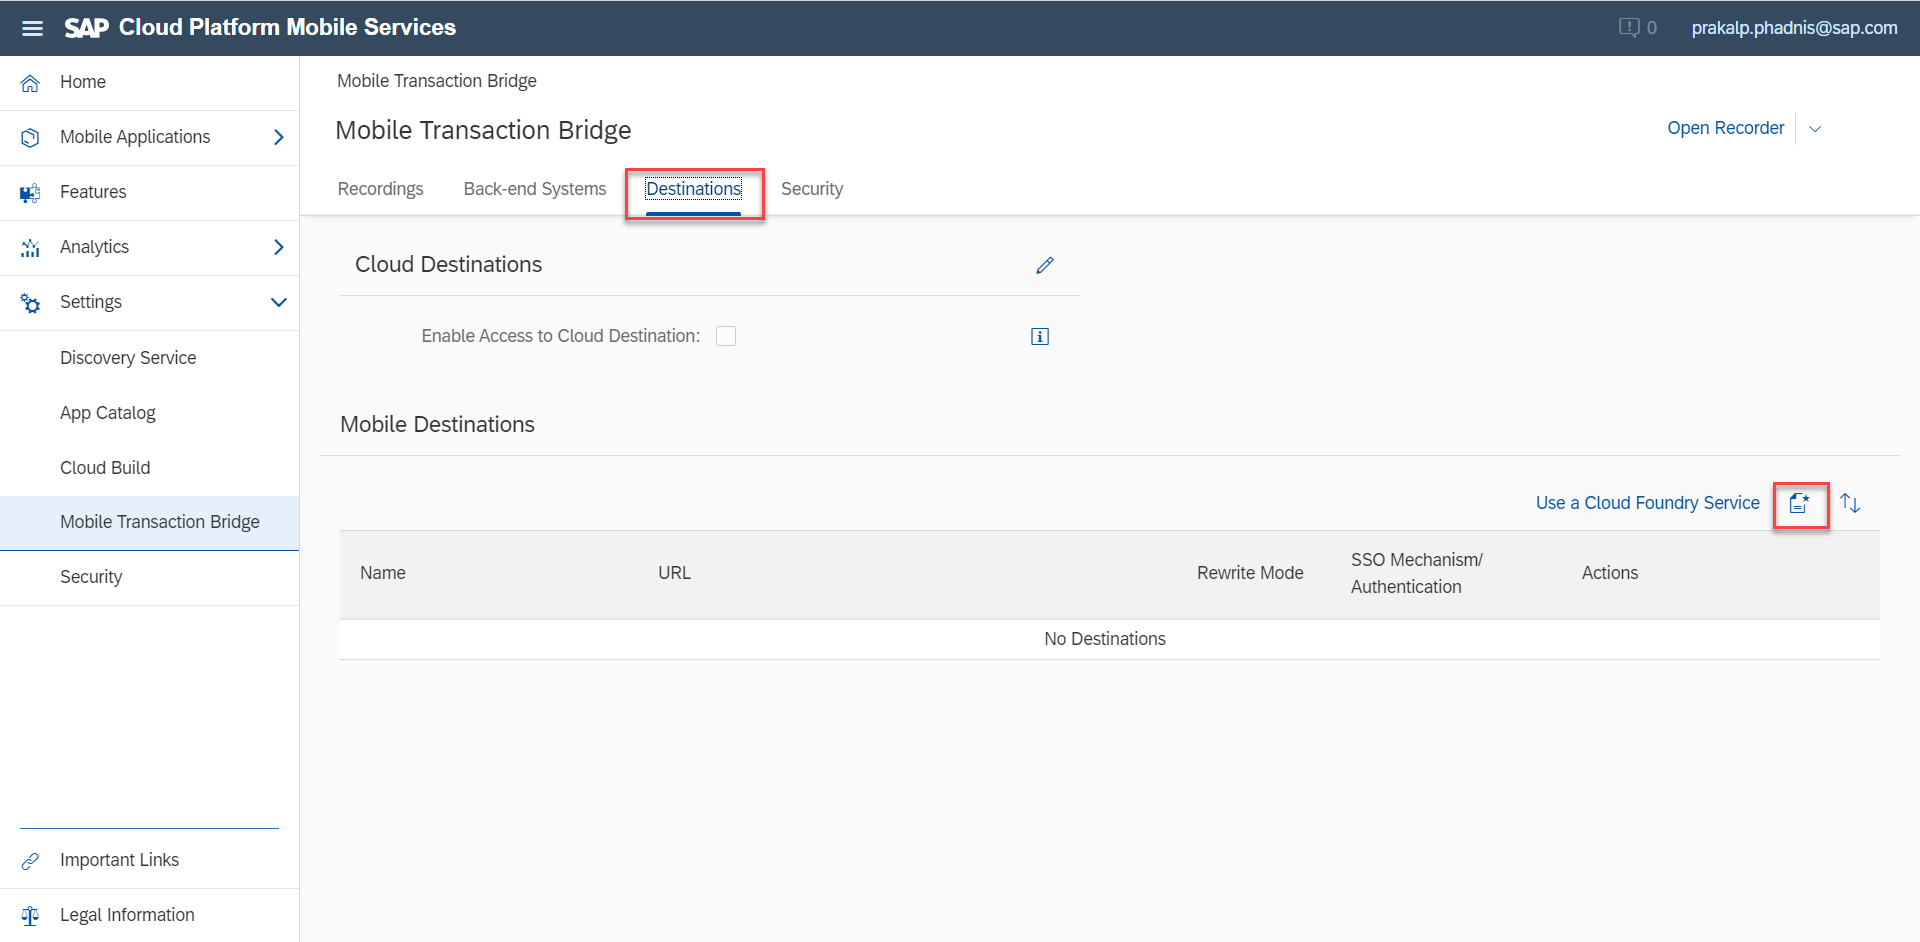 SAP Cloud Platform Mobile Services
0
prakalp.phadnis@sap.com
Home
Mobile Applications
Features
Analytics
Settings
Discovery Service
App Catalog
Cloud Build
Mobile Transaction Bridge
Security
Important Links
Legal Information
Mobile Transaction Bridge
Mobile Transaction Bridge
Open Recorder
Recordings Back-end Systems Destinations Security
Cloud Destinations
Enable Access to Cloud Destination:
Mobile Destinations
Use a Cloud Foundry Service
Name URL Rewrite Mode SSO Mechanism/
Authentication Actions
No Destinations